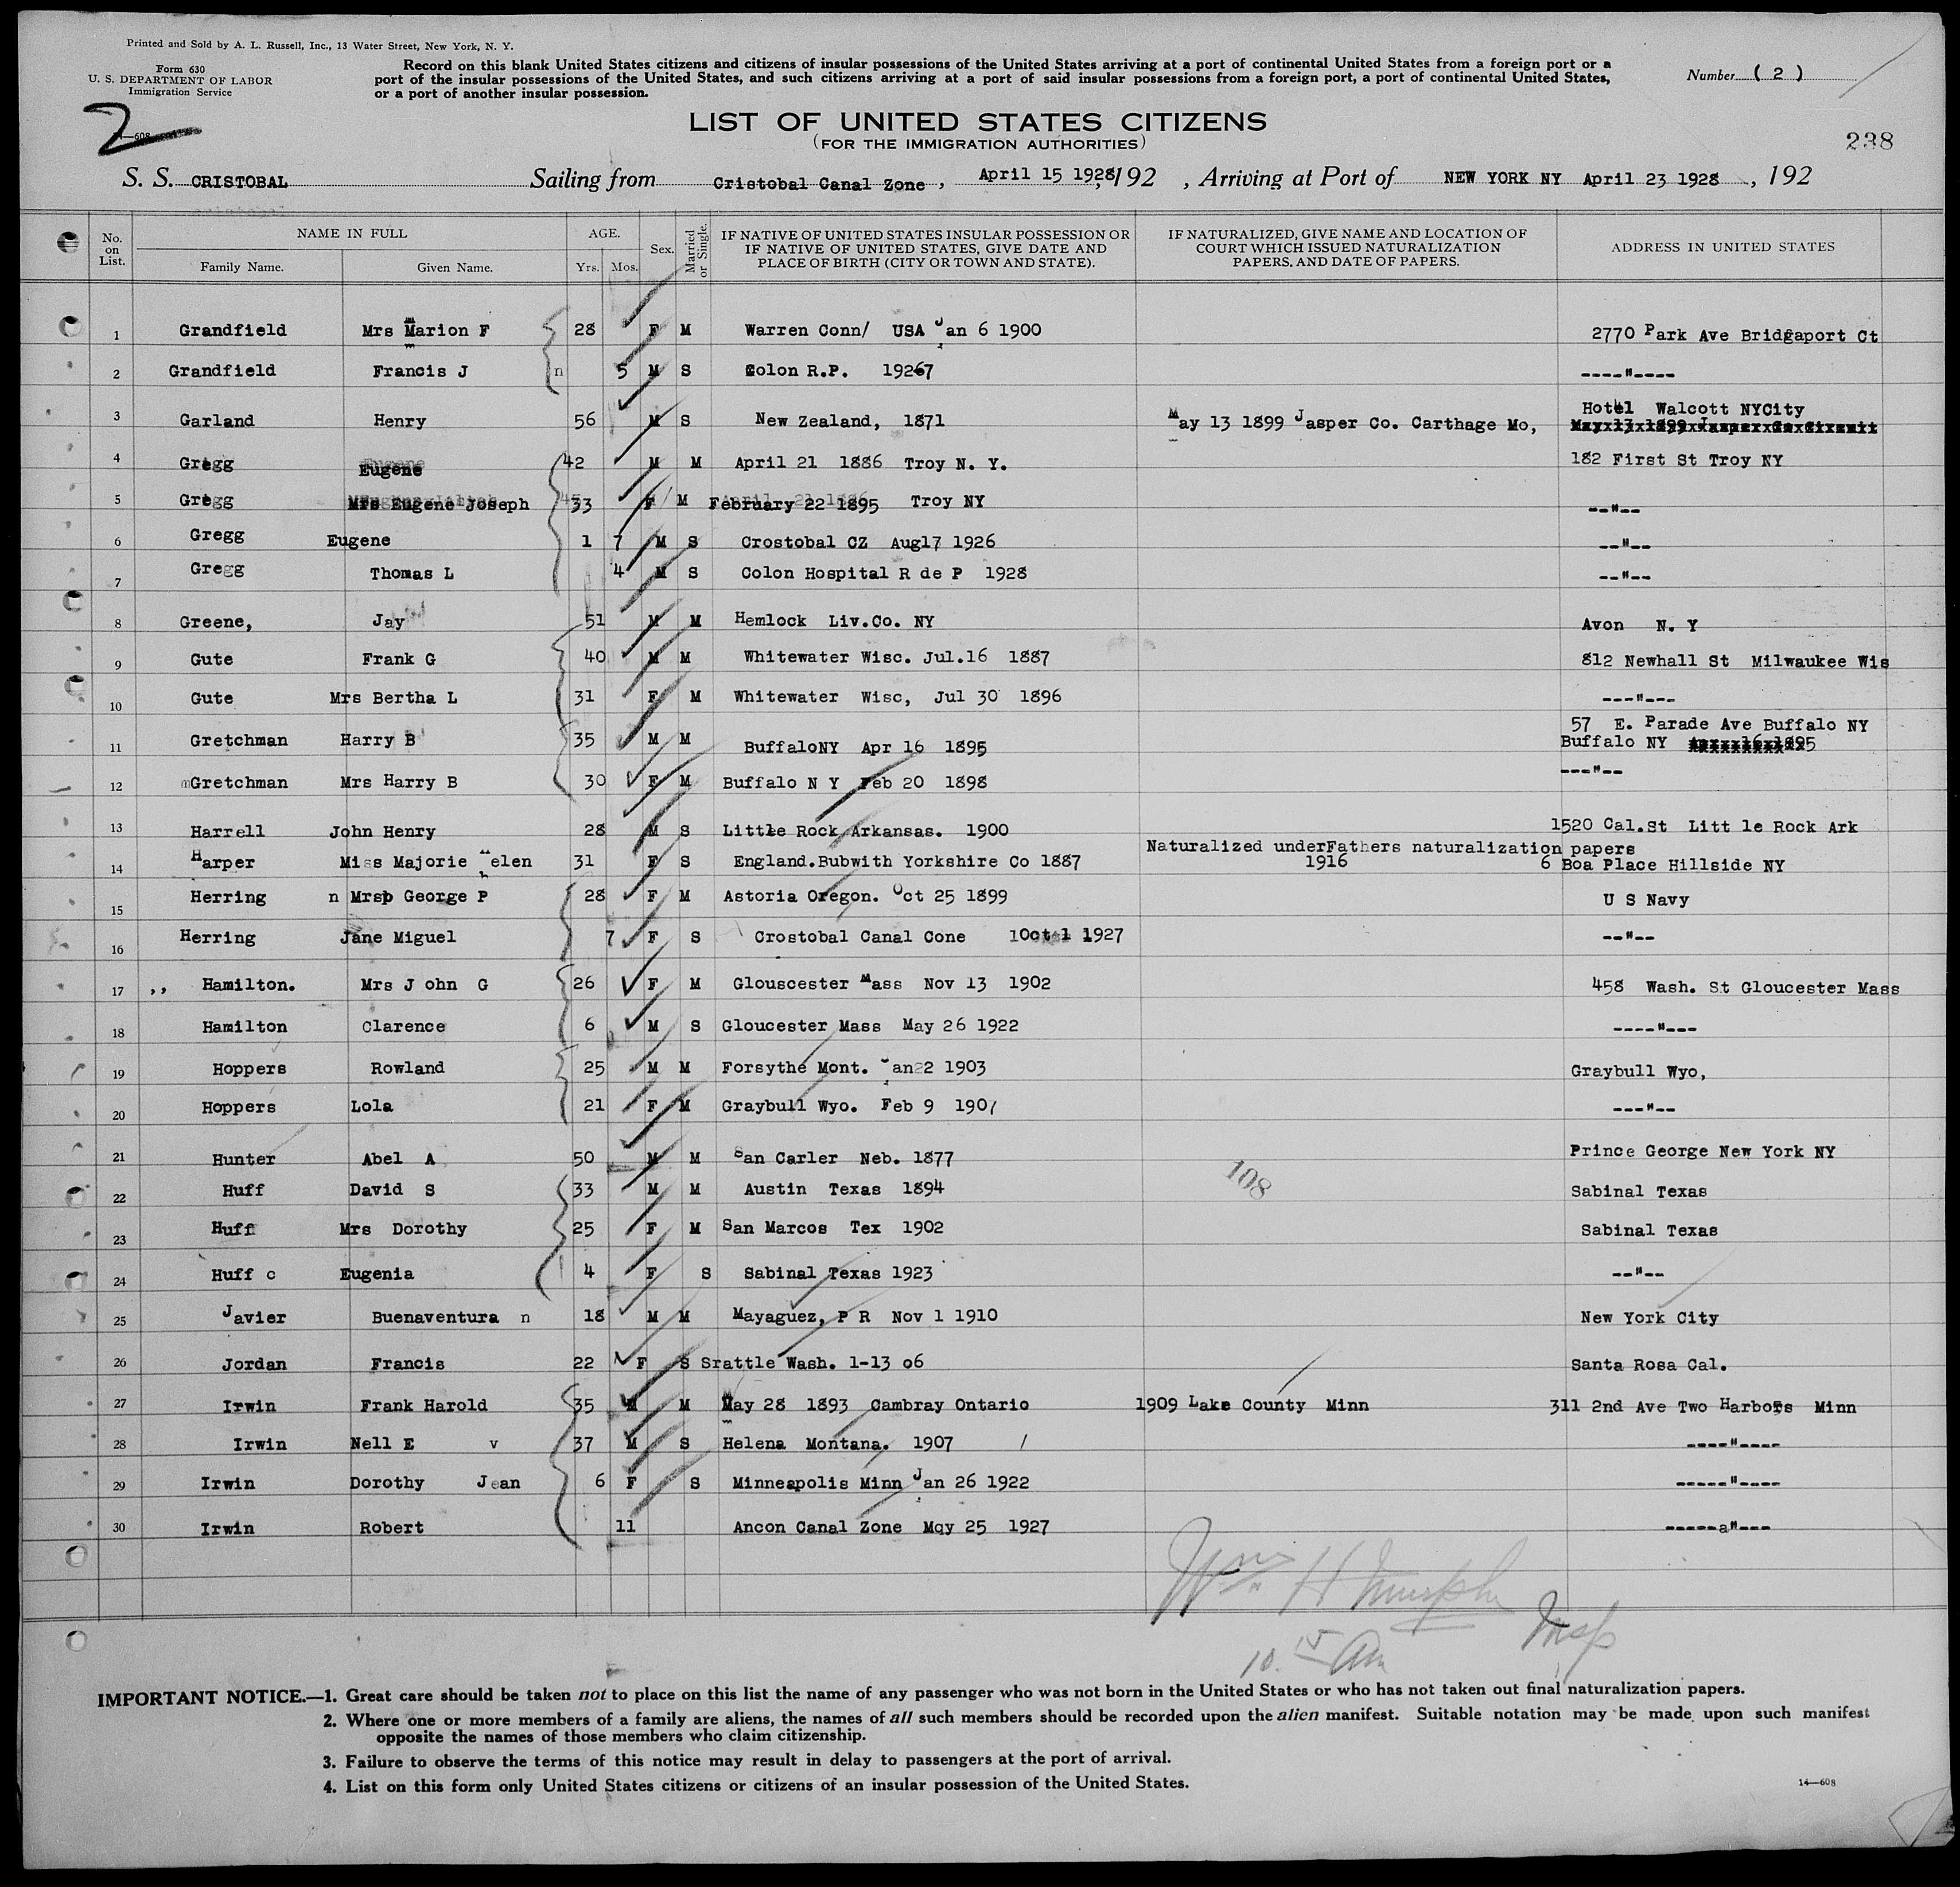 Printed and Sold by A. L. Russell, Inc., 13 Water Street, New York, N. Y.
Form 630
U. S. DEPARTMENT OF LABOR
Immigration Service
14—608
2
Record on this blank United States citizens and citizens of insular possessions of the United States arriving at a port of continental United States from a foreign port or a
port of the insular possessions of the United States, and such citizens arriving at a port of said insular possessions from a foreign port, a port of continental United States,
or a port of another insular possession.
Number ( 2 )
LIST OF UNITED STATES CITIZENS
(FOR THE IMMIGRATION AUTHORITIES)
238
S. S. CRISTOBAL Sailing from Cristobal Canal Zone , April 15 1928, 192 , Arriving at Port of NEW YORK NY April 23 1928 , 192
No. on List. NAME IN FULL Family Name. Given Name. AGE. Yrs. Mos. Sex. Married or Single. IF NATIVE OF UNITED STATES INSULAR POSSESSION OR IF NATIVE OF UNITED STATES, GIVE DATE AND PLACE OF BIRTH (CITY OR TOWN AND STATE). IF NATURALIZED, GIVE NAME AND LOCATION OF COURT WHICH ISSUED NATURALIZATION PAPERS, AND DATE OF PAPERS. ADDRESS IN UNITED STATES
1 Grandfield Mrs Marion F 28 F M Warren Conn/ USA Jan 6 1900 2770 Park Ave Bridgaport Ct
2 Grandfield Francis J n 5 M S Colon R.P. 19267 ----"----
3 Garland Henry 56 M S New Zealand, 1871 May 13 1899 Jasper Co. Carthage Mo, Hotel Walcott NYCity
4 Gregg Eugene 42 M M April 21 1886 Troy N. Y. 182 First St Troy NY
5 Gregg Mrs Eugene Joseph 33 F M February 22 1895 Troy NY --"--
6 Gregg Eugene 1 7 M S Crostobal CZ Aug17 1926 --"--
7 Gregg Thomas L 4 M S Colon Hospital R de P 1928 --"--
8 Greene, Jay 51 M M Hemlock Liv.Co. NY Avon N. Y
9 Gute Frank G 40 M M Whitewater Wisc. Jul.16 1887 812 Newhall St Milwaukee Wis
10 Gute Mrs Bertha L 31 F M Whitewater Wisc, Jul 30 1896 ---"---
11 Gretchman Harry B 35 M M BuffaloNY Apr 16 1895 57 E. Parade Ave Buffalo NY
Buffalo NY
12 mGretchman Mrs Harry B 30 F M Buffalo N Y Feb 20 1898 ---"--
13 Harrell John Henry 28 M S Little Rock Arkansas. 1900 1520 Cal.St Litt le Rock Ark
14 Harper Miss Majorie Helen 31 F S England.Bubwith Yorkshire Co 1887 Naturalized underFathers naturalization papers
1916 6 Boa Place Hillside NY
15 Herring n Mrsp George P 28 F M Astoria Oregon. Oct 25 1899 U S Navy
16 Herring Jane Miguel 7 F S Crostobal Canal Cone 1Oct 1 1927 --"--
17 ,, Hamilton. Mrs J ohn G 26 F M Glouscester Mass Nov 13 1902 458 Wash. St Gloucester Mass
18 Hamilton Clarence 6 M S Gloucester Mass May 26 1922 ----"---
19 Hoppers Rowland 25 M M Forsythe Mont. Jan22 1903 Graybull Wyo,
20 Hoppers Lola 21 F M Graybull Wyo. Feb 9 1907 ---"--
21 Hunter Abel A 50 M M San Carler Neb. 1877 Prince George New York NY
108
22 Huff David S 33 M M Austin Texas 1894 Sabinal Texas
23 Huff Mrs Dorothy 25 F M San Marcos Tex 1902 Sabinal Texas
24 Huff c Eugenia 4 F S Sabinal Texas 1923 --"--
25 Javier Buenaventura n 18 M M Mayaguez, P R Nov 1 1910 New York City
26 Jordan Francis 22 F S Srattle Wash. 1-13 06 Santa Rosa Cal.
27 Irwin Frank Harold 35 M M May 28 1893 Cambray Ontario 1909 Lake County Minn 311 2nd Ave Two Harbors Minn
28 Irwin Nell E v 37 M S Helena Montana. 1907 ----"----
29 Irwin Dorothy Jean 6 F S Minneapolis Minn Jan 26 1922 -----"----
30 Irwin Robert 11 Ancon Canal Zone May 25 1927 -----a"---
Wm H Murphy Insp
10.15 Am
IMPORTANT NOTICE.—1. Great care should be taken not to place on this list the name of any passenger who was not born in the United States or who has not taken out final naturalization papers.
2. Where one or more members of a family are aliens, the names of all such members should be recorded upon the alien manifest. Suitable notation may be made upon such manifest
opposite the names of those members who claim citizenship.
3. Failure to observe the terms of this notice may result in delay to passengers at the port of arrival.
4. List on this form only United States citizens or citizens of an insular possession of the United States.
14—608